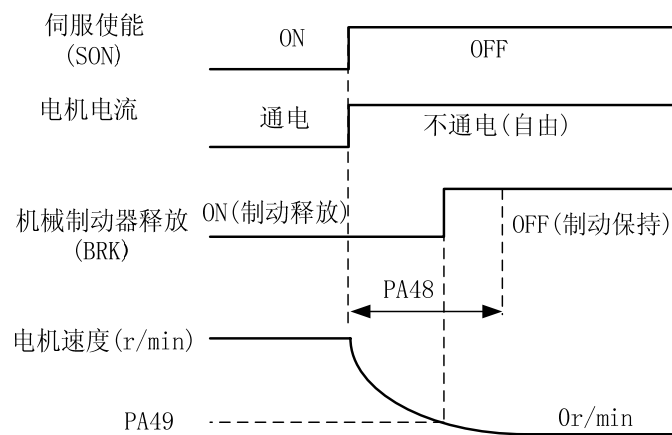 伺服使能
(SON)
ON
OFF
电机电流
通电
不通电(自由)
机械制动器释放
(BRK)
ON(制动释放)
OFF(制动保持)
PA48
电机速度(r/min)
PA49
0r/min